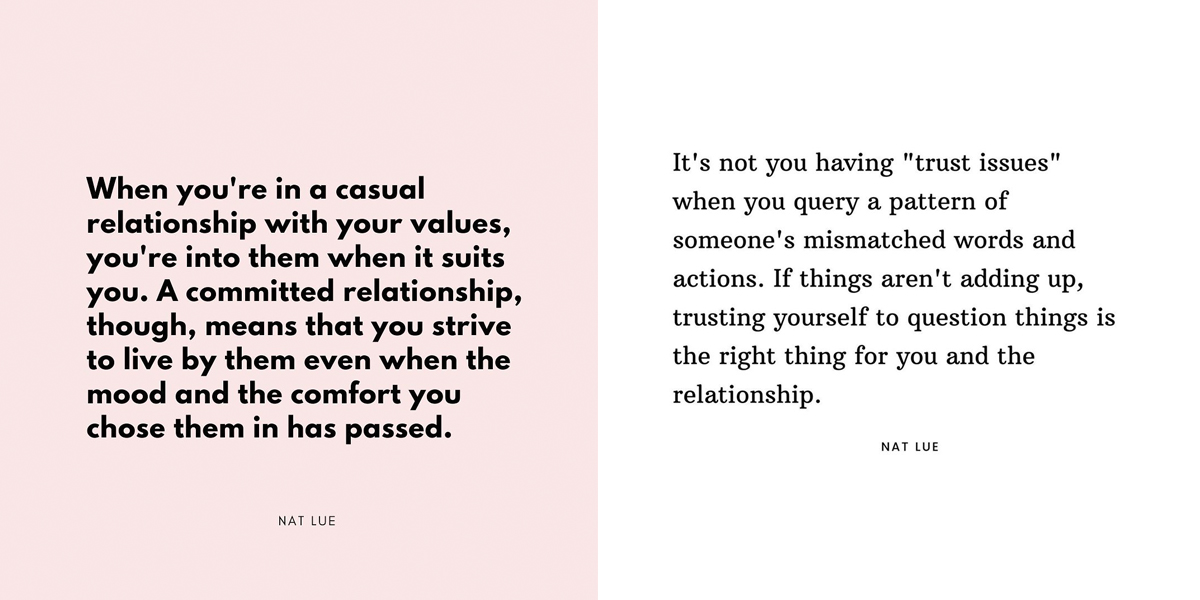 When you're in a casual
relationship with your values,
you're into them when it suits
you. A committed relationship,
though, means that you strive
to live by them even when the
mood and the comfort you
chose them in has passed.
NAT LUE
It's not you having "trust issues"
when you query a pattern of
someone's mismatched words and
actions. If things aren't adding up,
trusting yourself to question things is
the right thing for you and the
relationship.
NAT LUE